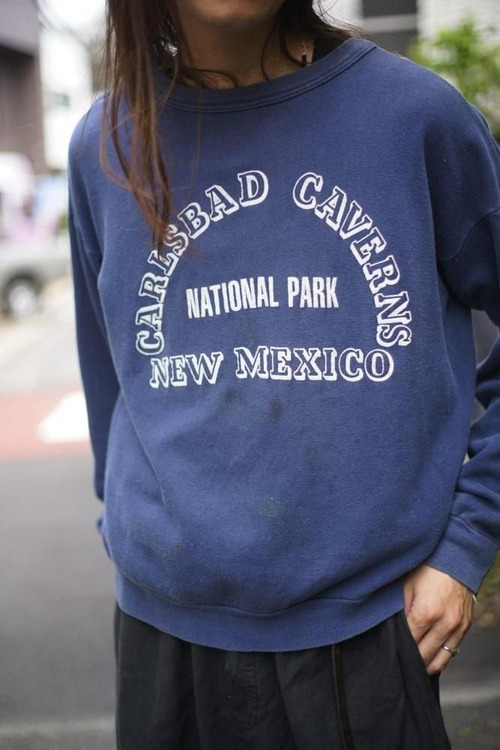 CARLSBAD CAVERNS
NATIONAL PARK
NEW MEXICO